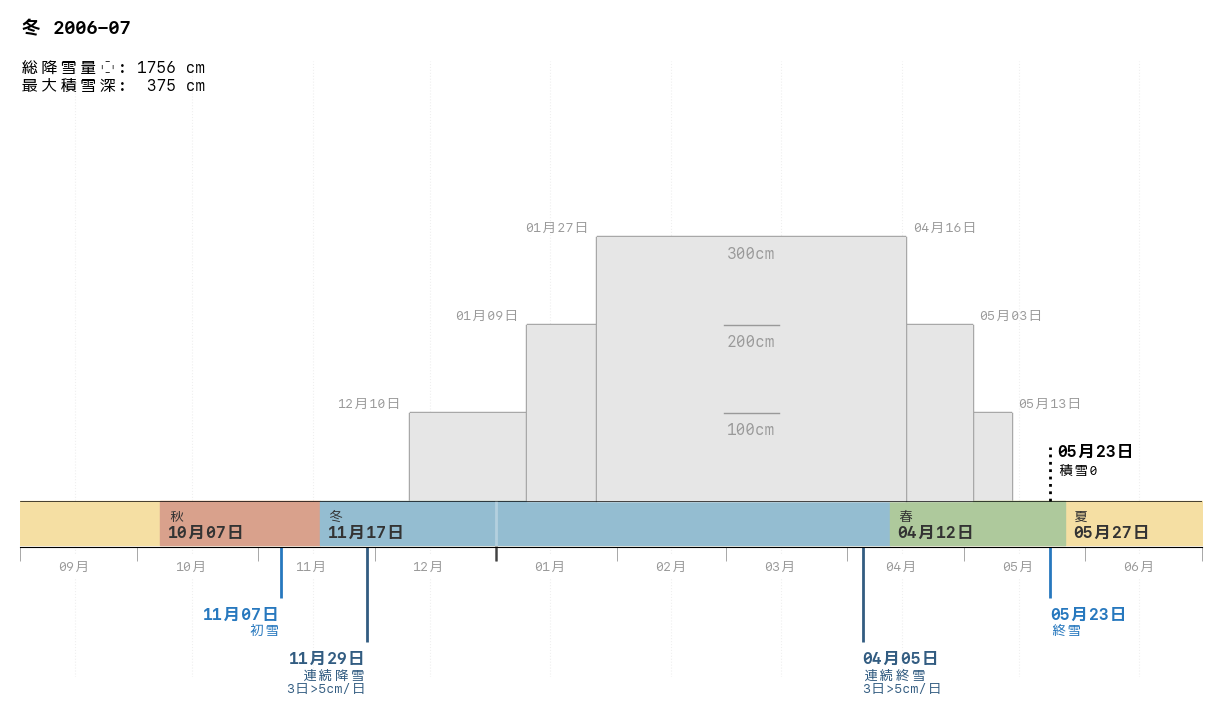 冬 2006-07
総降雪量: 1756 cm
最大積雪深: 375 cm
01月27日
04月16日
300cm
01月09日
05月03日
200cm
12月10日
05月13日
100cm
05月23日
積雪0
秋
10月07日
冬
11月17日
春
04月12日
夏
05月27日
09月
10月
11月
12月
01月
02月
03月
04月
05月
06月
11月07日
初雪
05月23日
終雪
11月29日
連続降雪
3日>5cm/日
04月05日
連続終雪
3日>5cm/日